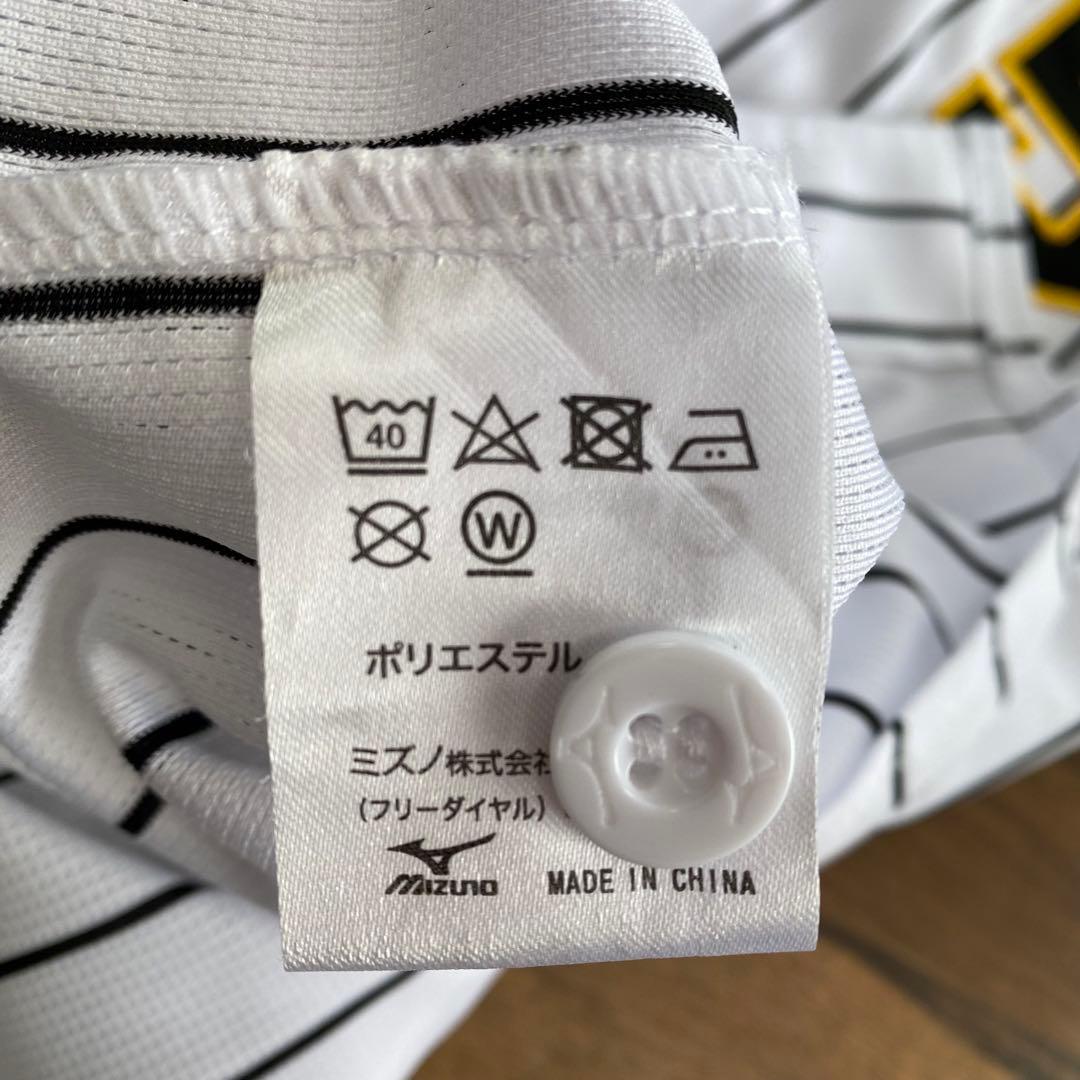 40
W
ポリエステル
ミズノ株式会社
(フリーダイヤル)
Mizuno
MADE IN CHINA